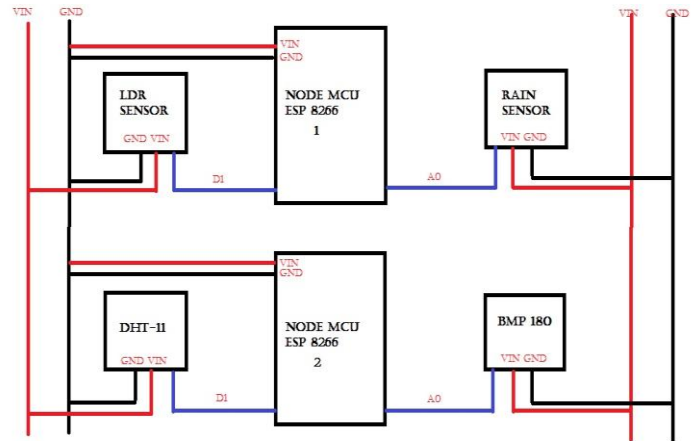 VIN GND
VIN GND
VIN
GND
LDR
SENSOR
GND VIN
D1
NODE MCU
ESP 8266
1
A0
RAIN
SENSOR
VIN GND
VIN
GND
DHT-11
GND VIN
D1
NODE MCU
ESP 8266
2
A0
BMP 180
VIN GND